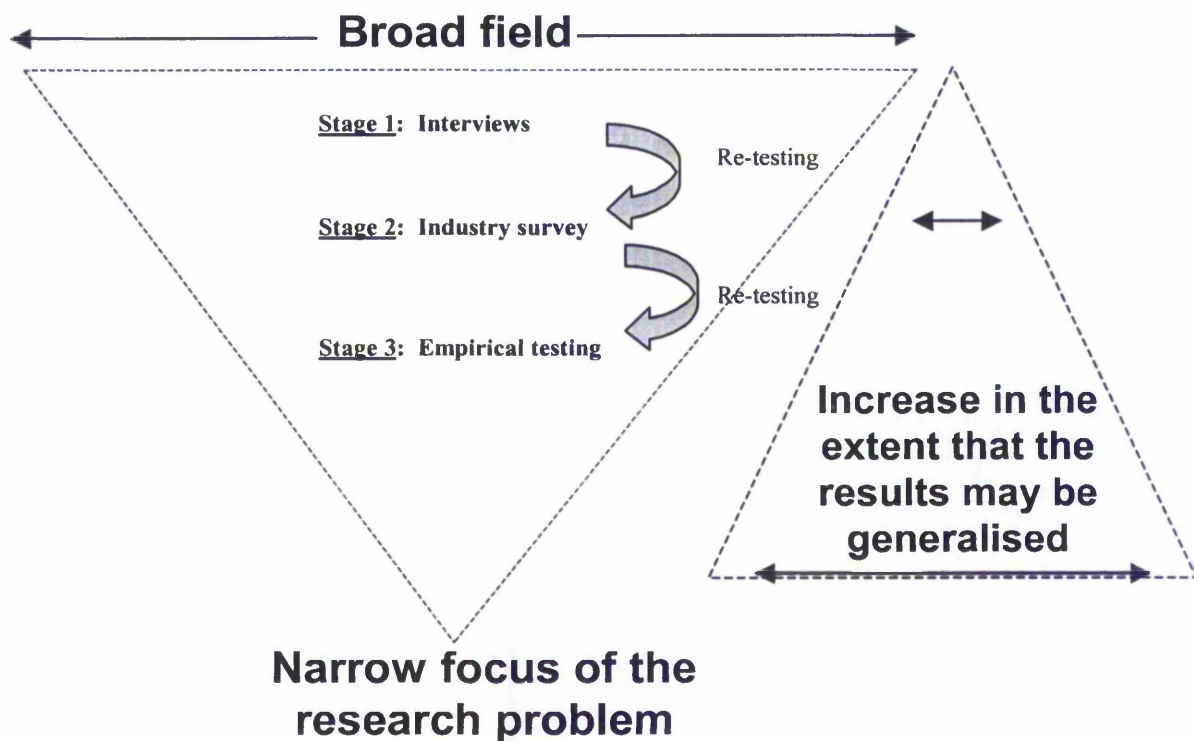 Broad field
Stage 1: Interviews
Re-testing
Stage 2: Industry survey
Re-testing
Stage 3: Empirical testing
Increase in the
extent that the
results may be
generalised
Narrow focus of the
research problem